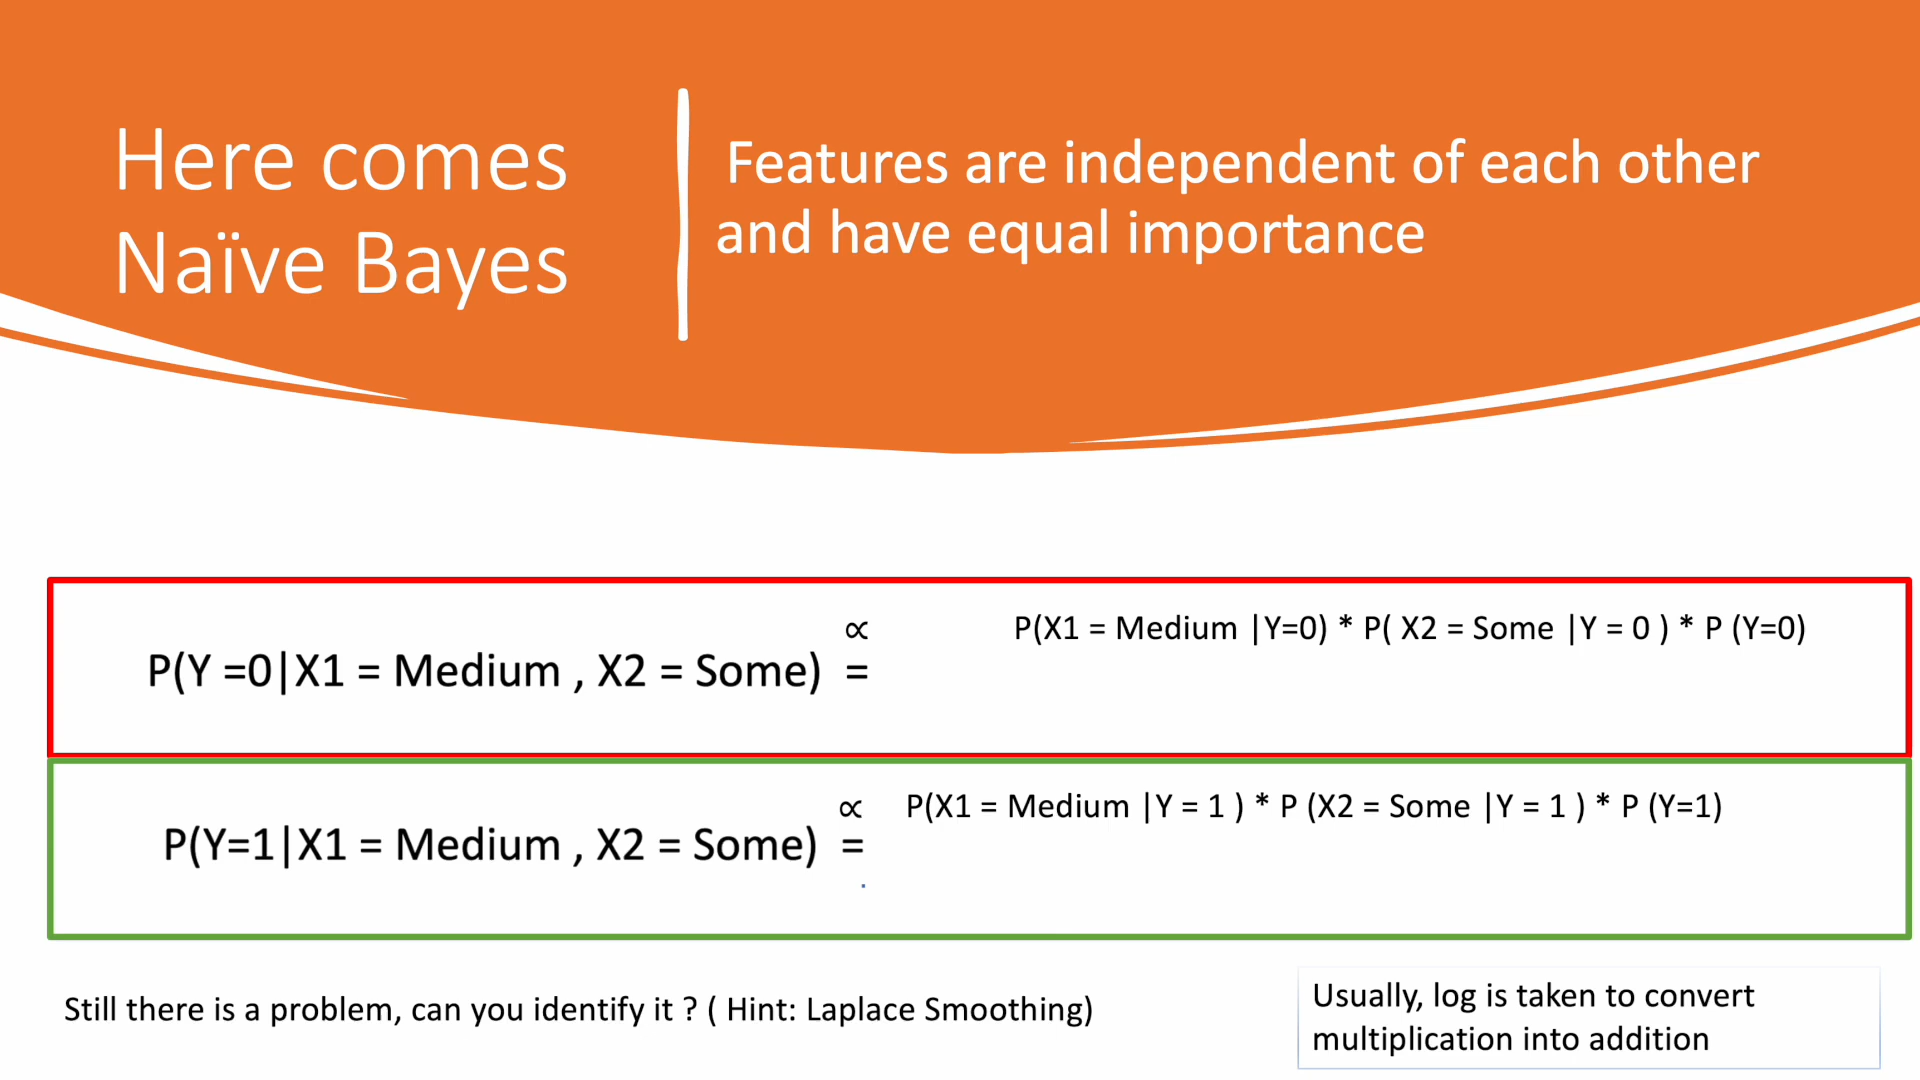 Here comes
Naïve Bayes
Features are independent of each other
and have equal importance
∝ P(X1 = Medium |Y=0) * P( X2 = Some |Y = 0 ) * P (Y=0)
P(Y =0|X1 = Medium , X2 = Some) =
∝ P(X1 = Medium |Y = 1 ) * P (X2 = Some |Y = 1 ) * P (Y=1)
P(Y=1|X1 = Medium , X2 = Some) =
.
Still there is a problem, can you identify it ? ( Hint: Laplace Smoothing)
Usually, log is taken to convert
multiplication into addition